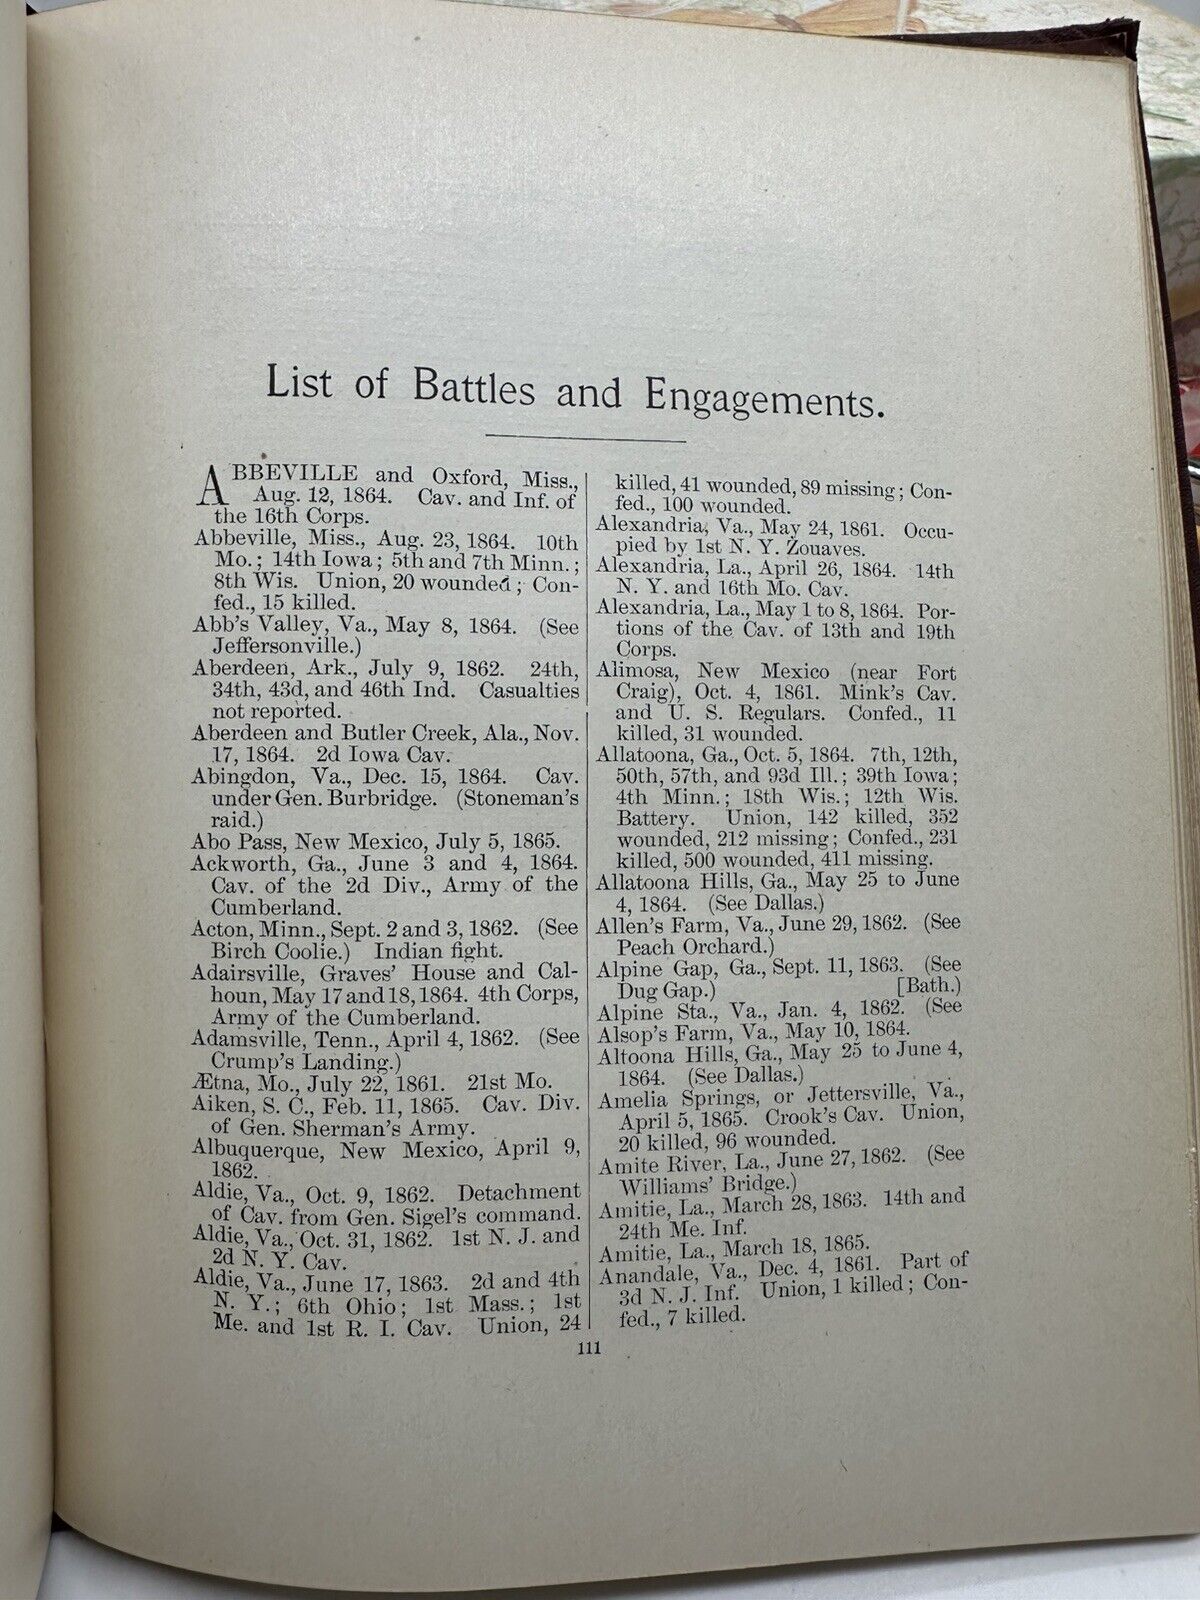 List of Battles and Engagements.
ABBEVILLE and Oxford, Miss.,
Aug. 12, 1864. Cav. and Inf. of
the 16th Corps.
Abbeville, Miss., Aug. 23, 1864. 10th
Mo.; 14th Iowa; 5th and 7th Minn.;
8th Wis. Union, 20 wounded; Con-
fed., 15 killed.
Abb's Valley, Va., May 8, 1864. (See
Jeffersonville.)
Aberdeen, Ark., July 9, 1862. 24th,
34th, 43d, and 46th Ind. Casualties
not reported.
Aberdeen and Butler Creek, Ala., Nov.
17, 1864. 2d Iowa Cav.
Abingdon, Va., Dec. 15, 1864. Cav.
under Gen. Burbridge. (Stoneman's
raid.)
Abo Pass, New Mexico, July 5, 1865.
Ackworth, Ga., June 3 and 4, 1864.
Cav. of the 2d Div., Army of the
Cumberland.
Acton, Minn., Sept. 2 and 3, 1862. (See
Birch Coolie.) Indian fight.
Adairsville, Graves' House and Cal-
houn, May 17 and 18, 1864. 4th Corps,
Army of the Cumberland.
Adamsville, Tenn., April 4, 1862. (See
Crump's Landing.)
Ætna, Mo., July 22, 1861. 21st Mo.
Aiken, S. C., Feb. 11, 1865. Cav. Div.
of Gen. Sherman's Army.
Albuquerque, New Mexico, April 9,
1862.
Aldie, Va., Oct. 9, 1862. Detachment
of Cav. from Gen. Sigel's command.
Aldie, Va., Oct. 31, 1862. 1st N. J. and
2d N. Y. Cav.
Aldie, Va., June 17, 1863. 2d and 4th
N. Y.; 6th Ohio; 1st Mass.; 1st
Me. and 1st R. I. Cav. Union, 24
killed, 41 wounded, 89 missing; Con-
fed., 100 wounded.
Alexandria, Va., May 24, 1861. Occu-
pied by 1st N. Y. Zouaves.
Alexandria, La., April 26, 1864. 14th
N. Y. and 16th Mo. Cav.
Alexandria, La., May 1 to 8, 1864. Por-
tions of the Cav. of 13th and 19th
Corps.
Alimosa, New Mexico (near Fort
Craig), Oct. 4, 1861. Mink's Cav.
and U. S. Regulars. Confed., 11
killed, 31 wounded.
Allatoona, Ga., Oct. 5, 1864. 7th, 12th,
50th, 57th, and 93d Ill.; 39th Iowa;
4th Minn.; 18th Wis.; 12th Wis.
Battery. Union, 142 killed, 352
wounded, 212 missing; Confed., 231
killed, 500 wounded, 411 missing.
Allatoona Hills, Ga., May 25 to June
4, 1864. (See Dallas.)
Allen's Farm, Va., June 29, 1862. (See
Peach Orchard.)
Alpine Gap, Ga., Sept. 11, 1863. (See
Dug Gap.) [Bath.)
Alpine Sta., Va., Jan. 4, 1862. (See
Alsop's Farm, Va., May 10, 1864.
Altoona Hills, Ga., May 25 to June 4,
1864. (See Dallas.)
Amelia Springs, or Jettersville, Va.,
April 5, 1865. Crook's Cav. Union,
20 killed, 96 wounded.
Amite River, La., June 27, 1862. (See
Williams' Bridge.)
Amitie, La., March 28, 1863. 14th and
24th Me. Inf.
Amitie, La., March 18, 1865.
Anandale, Va., Dec. 4, 1861. Part of
3d N. J. Inf. Union, 1 killed; Con-
fed., 7 killed.
111